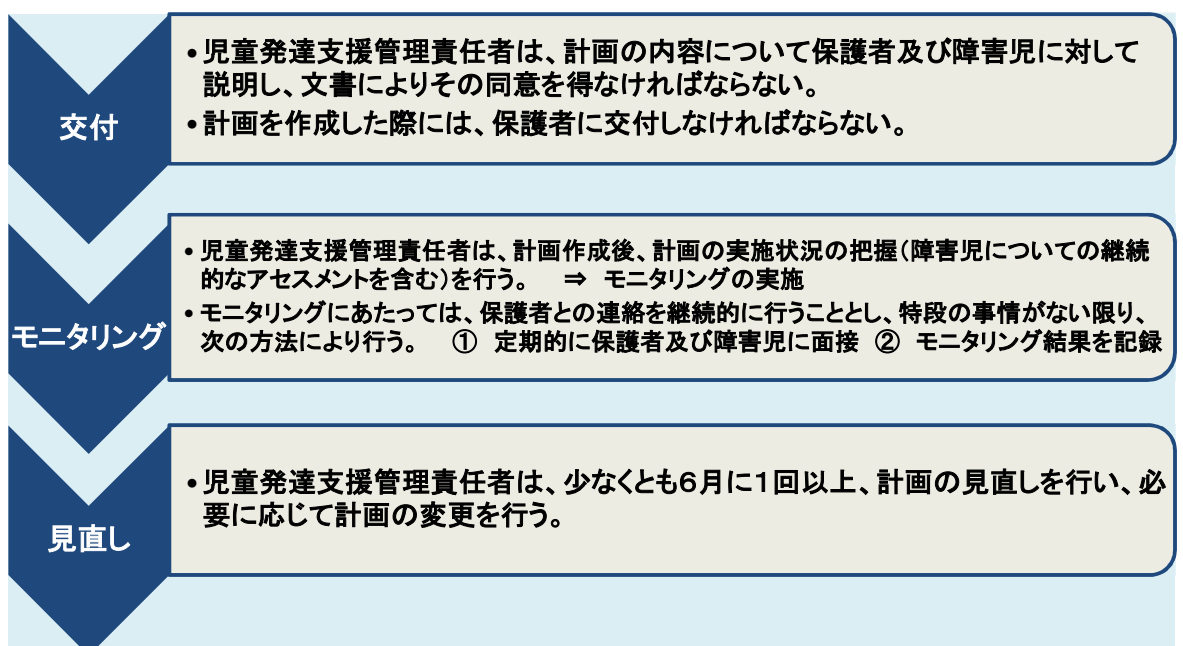 交付
•児童発達支援管理責任者は、計画の内容について保護者及び障害児に対して
説明し、文書によりその同意を得なければならない。
•計画を作成した際には、保護者に交付しなければならない。
モニタリング
•児童発達支援管理責任者は、計画作成後、計画の実施状況の把握(障害児についての継続
的なアセスメントを含む)を行う。　⇒　モニタリングの実施
•モニタリングにあたっては、保護者との連絡を継続的に行うこととし、特段の事情がない限り、
次の方法により行う。　①　定期的に保護者及び障害児に面接　②　モニタリング結果を記録
見直し
•児童発達支援管理責任者は、少なくとも6月に1回以上、計画の見直しを行い、必
要に応じて計画の変更を行う。